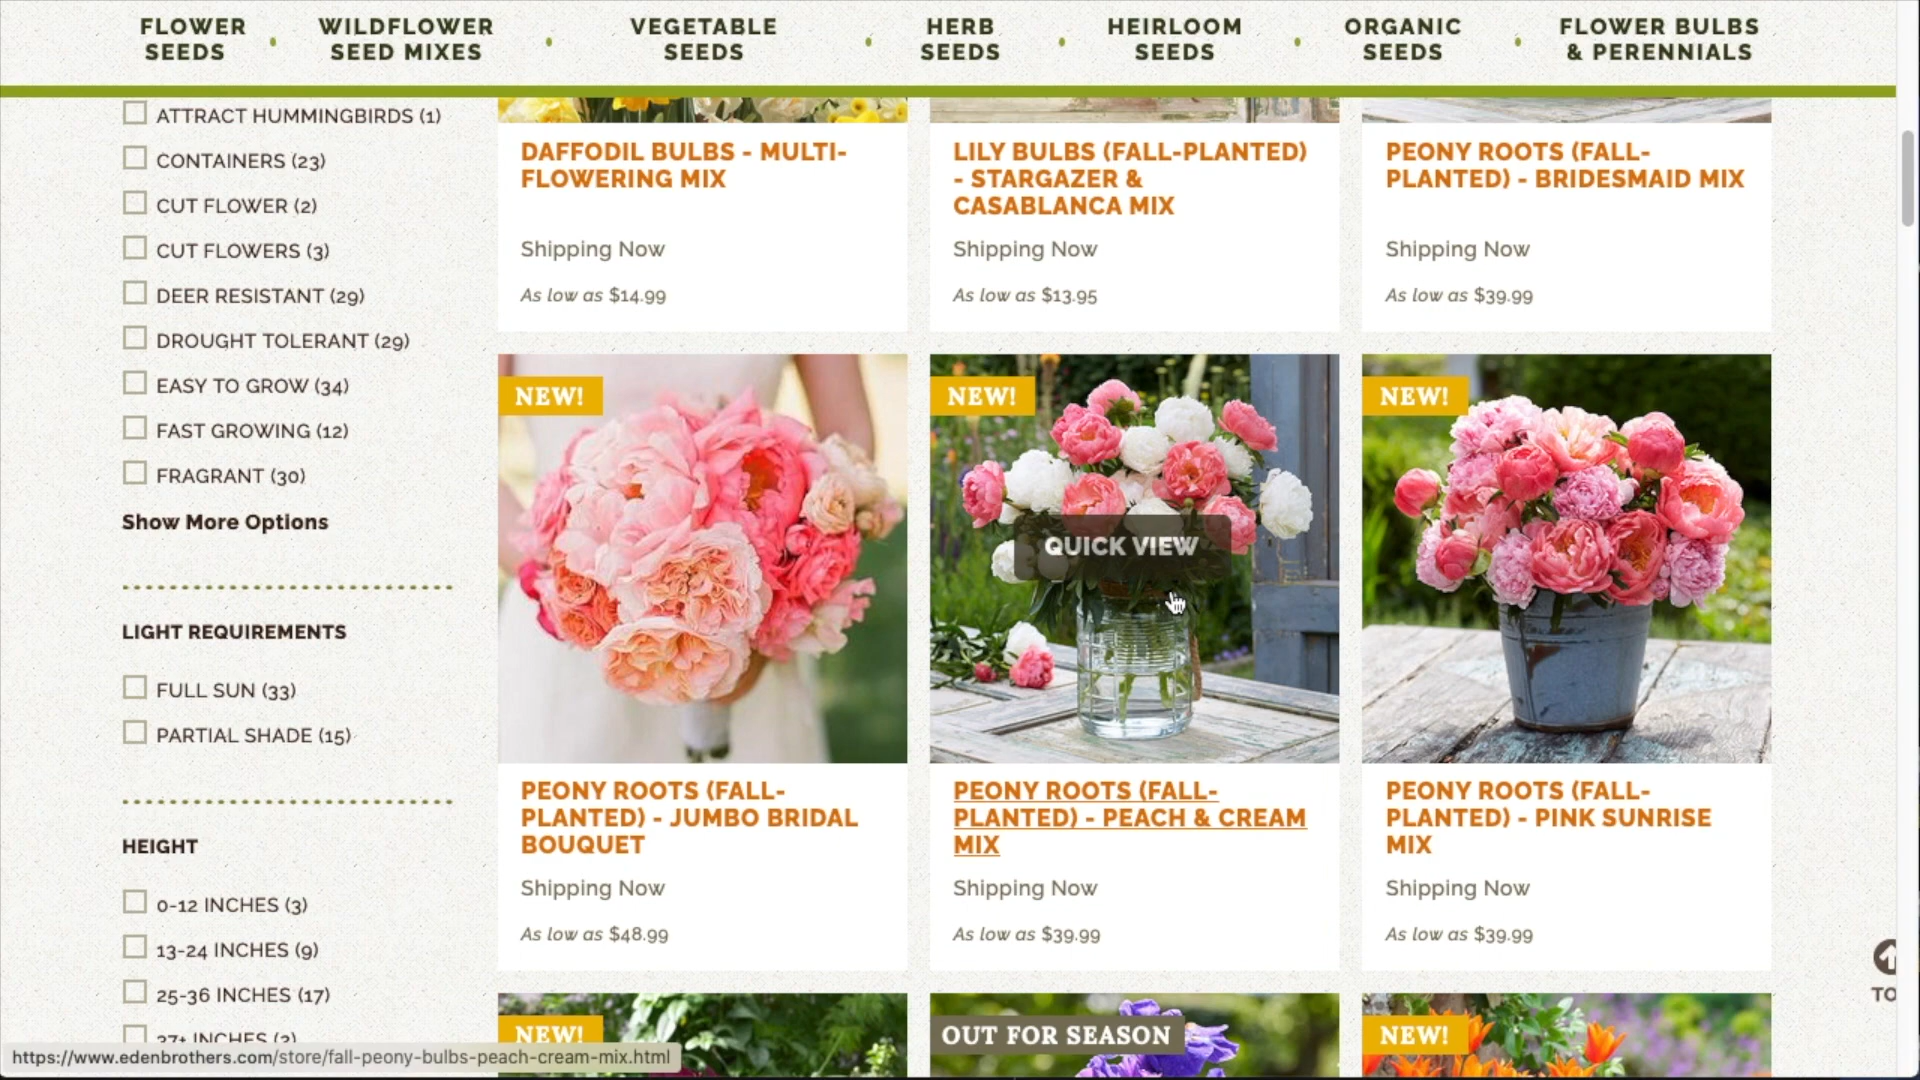 FLOWER
SEEDS
WILDFLOWER
SEED MIXES
VEGETABLE
SEEDS
HERB
SEEDS
HEIRLOOM
SEEDS
ORGANIC
SEEDS
FLOWER BULBS
& PERENNIALS
ATTRACT HUMMINGBIRDS (1)
CONTAINERS (23)
CUT FLOWER (2)
CUT FLOWERS (3)
DEER RESISTANT (29)
DROUGHT TOLERANT (29)
EASY TO GROW (34)
FAST GROWING (12)
FRAGRANT (30)
Show More Options
LIGHT REQUIREMENTS
FULL SUN (33)
PARTIAL SHADE (15)
HEIGHT
0-12 INCHES (3)
13-24 INCHES (9)
25-36 INCHES (17)
37+ INCHES (2)
DAFFODIL BULBS - MULTI-
FLOWERING MIX
Shipping Now
As low as $14.99
LILY BULBS (FALL-PLANTED)
- STARGAZER &
CASABLANCA MIX
Shipping Now
As low as $13.95
PEONY ROOTS (FALL-
PLANTED) - BRIDESMAID MIX
Shipping Now
As low as $39.99
NEW!
PEONY ROOTS (FALL-
PLANTED) - JUMBO BRIDAL
BOUQUET
Shipping Now
As low as $48.99
NEW!
QUICK VIEW
PEONY ROOTS (FALL-
PLANTED) - PEACH & CREAM
MIX
Shipping Now
As low as $39.99
NEW!
PEONY ROOTS (FALL-
PLANTED) - PINK SUNRISE
MIX
Shipping Now
As low as $39.99
NEW!
OUT FOR SEASON
NEW!
TO
https://www.edenbrothers.com/store/fall-peony-bulbs-peach-cream-mix.html